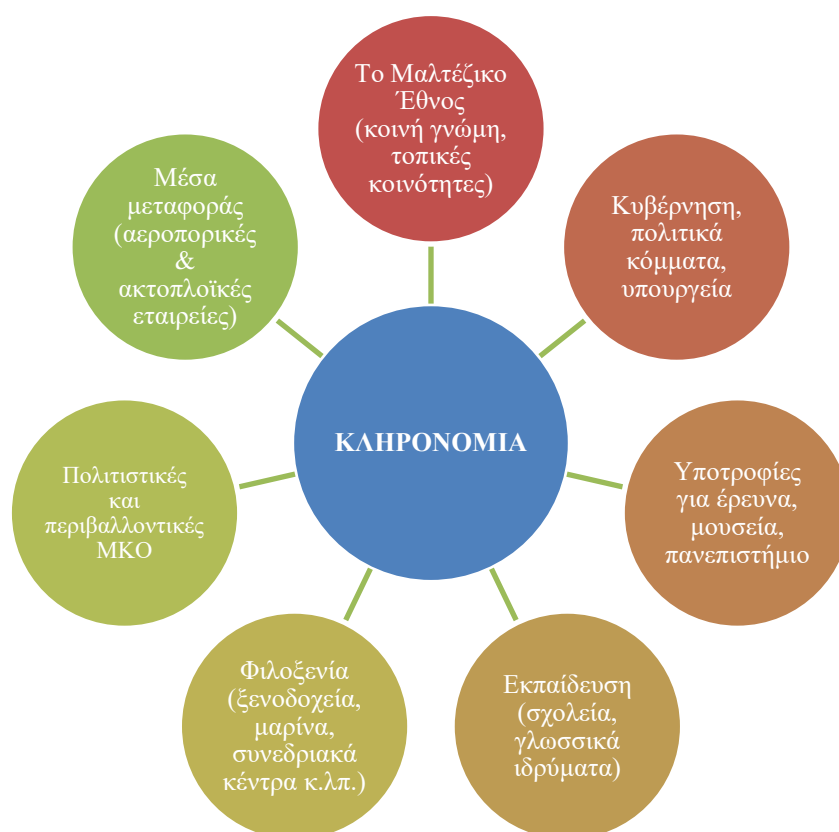 Το Μαλτέζικο
Έθνος
(κοινή γνώμη,
τοπικές
κοινότητες)
Κυβέρνηση,
πολιτικά
κόμματα,
υπουργεία
Υποτροφίες
για έρευνα,
μουσεία,
πανεπιστήμιο
Εκπαίδευση
(σχολεία,
γλωσσικά
ιδρύματα)
Φιλοξενία
(ξενοδοχεία,
μαρίνα,
συνεδριακά
κέντρα κ.λπ.)
Πολιτιστικές
και
περιβαλλοντικές
ΜΚΟ
Μέσα
μεταφοράς
(αεροπορικές
&
ακτοπλοϊκές
εταιρείες)
ΚΛΗΡΟΝΟΜΙΑ